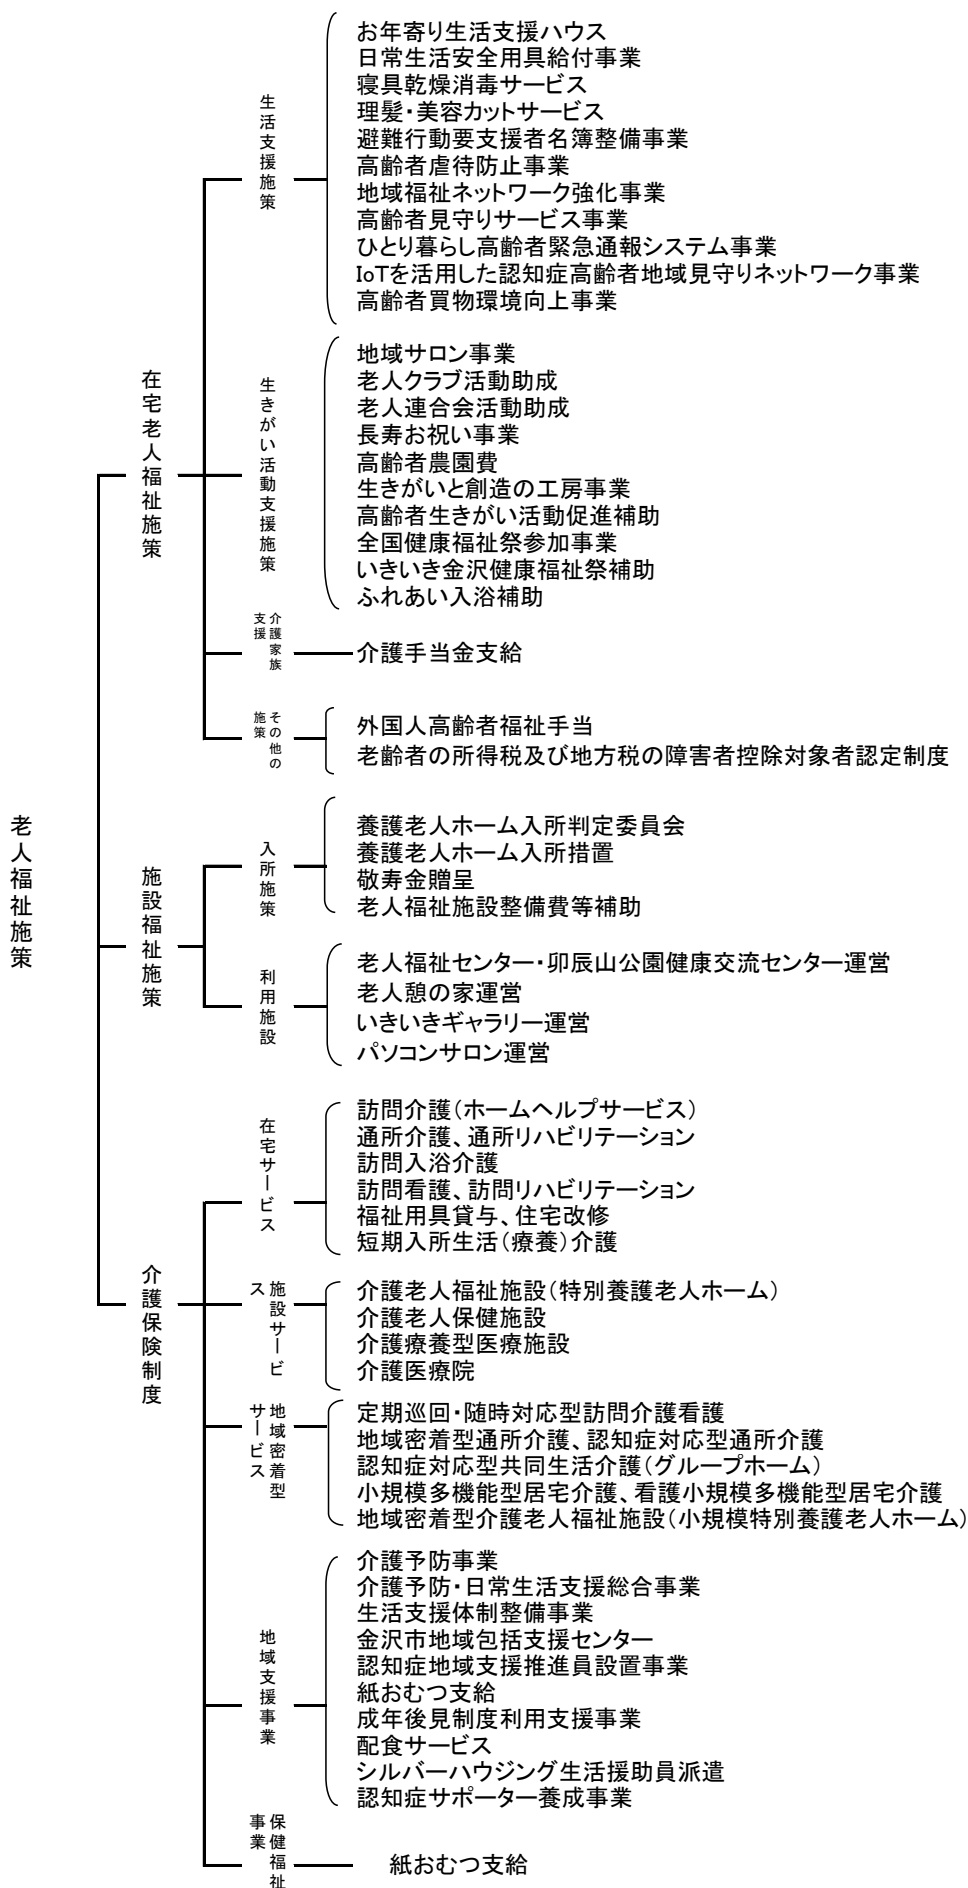 老人福祉施策
在宅老人福祉施策
生活支援施策
お年寄り生活支援ハウス
日常生活安全用具給付事業
寝具乾燥消毒サービス
理髪・美容カットサービス
避難行動要支援者名簿整備事業
高齢者虐待防止事業
地域福祉ネットワーク強化事業
高齢者見守りサービス事業
ひとり暮らし高齢者緊急通報システム事業
IoTを活用した認知症高齢者地域見守りネットワーク事業
高齢者買物環境向上事業
生きがい活動支援施策
地域サロン事業
老人クラブ活動助成
老人連合会活動助成
長寿お祝い事業
高齢者農園費
生きがいと創造の工房事業
高齢者生きがい活動促進補助
全国健康福祉祭参加事業
いきいき金沢健康福祉祭補助
ふれあい入浴補助
介護家族
支援
介護手当金支給
その他の
施策
外国人高齢者福祉手当
老齢者の所得税及び地方税の障害者控除対象者認定制度
施設福祉施策
入所施策
養護老人ホーム入所判定委員会
養護老人ホーム入所措置
敬寿金贈呈
老人福祉施設整備費等補助
利用施設
老人福祉センター・卯辰山公園健康交流センター運営
老人憩の家運営
いきいきギャラリー運営
パソコンサロン運営
介護保険制度
在宅サービス
訪問介護(ホームヘルプサービス)
通所介護、通所リハビリテーション
訪問入浴介護
訪問看護、訪問リハビリテーション
福祉用具貸与、住宅改修
短期入所生活(療養)介護
施設サービ
ス
介護老人福祉施設(特別養護老人ホーム)
介護老人保健施設
介護療養型医療施設
介護医療院
地域密着型
サービス
定期巡回・随時対応型訪問介護看護
地域密着型通所介護、認知症対応型通所介護
認知症対応型共同生活介護(グループホーム)
小規模多機能型居宅介護、看護小規模多機能型居宅介護
地域密着型介護老人福祉施設(小規模特別養護老人ホーム)
地域支援事業
介護予防事業
介護予防・日常生活支援総合事業
生活支援体制整備事業
金沢市地域包括支援センター
認知症地域支援推進員設置事業
紙おむつ支給
成年後見制度利用支援事業
配食サービス
シルバーハウジング生活援助員派遣
認知症サポーター養成事業
保健福祉
事業
紙おむつ支給